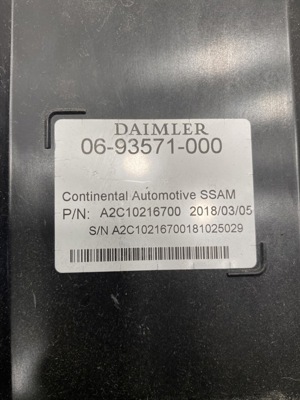 DAIMLER
06-93571-000
Continental Automotive SSAM
P/N: A2C10216700 2018/03/05
S/N A2C10216700181025029